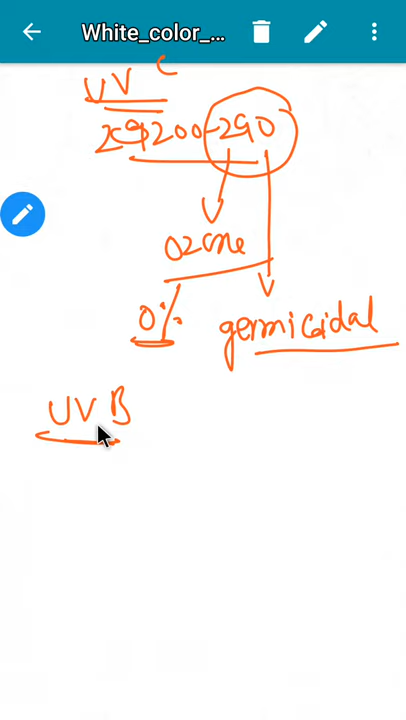 White_color_...
UV C
200-290
ozone
0%
germicidal
UV B